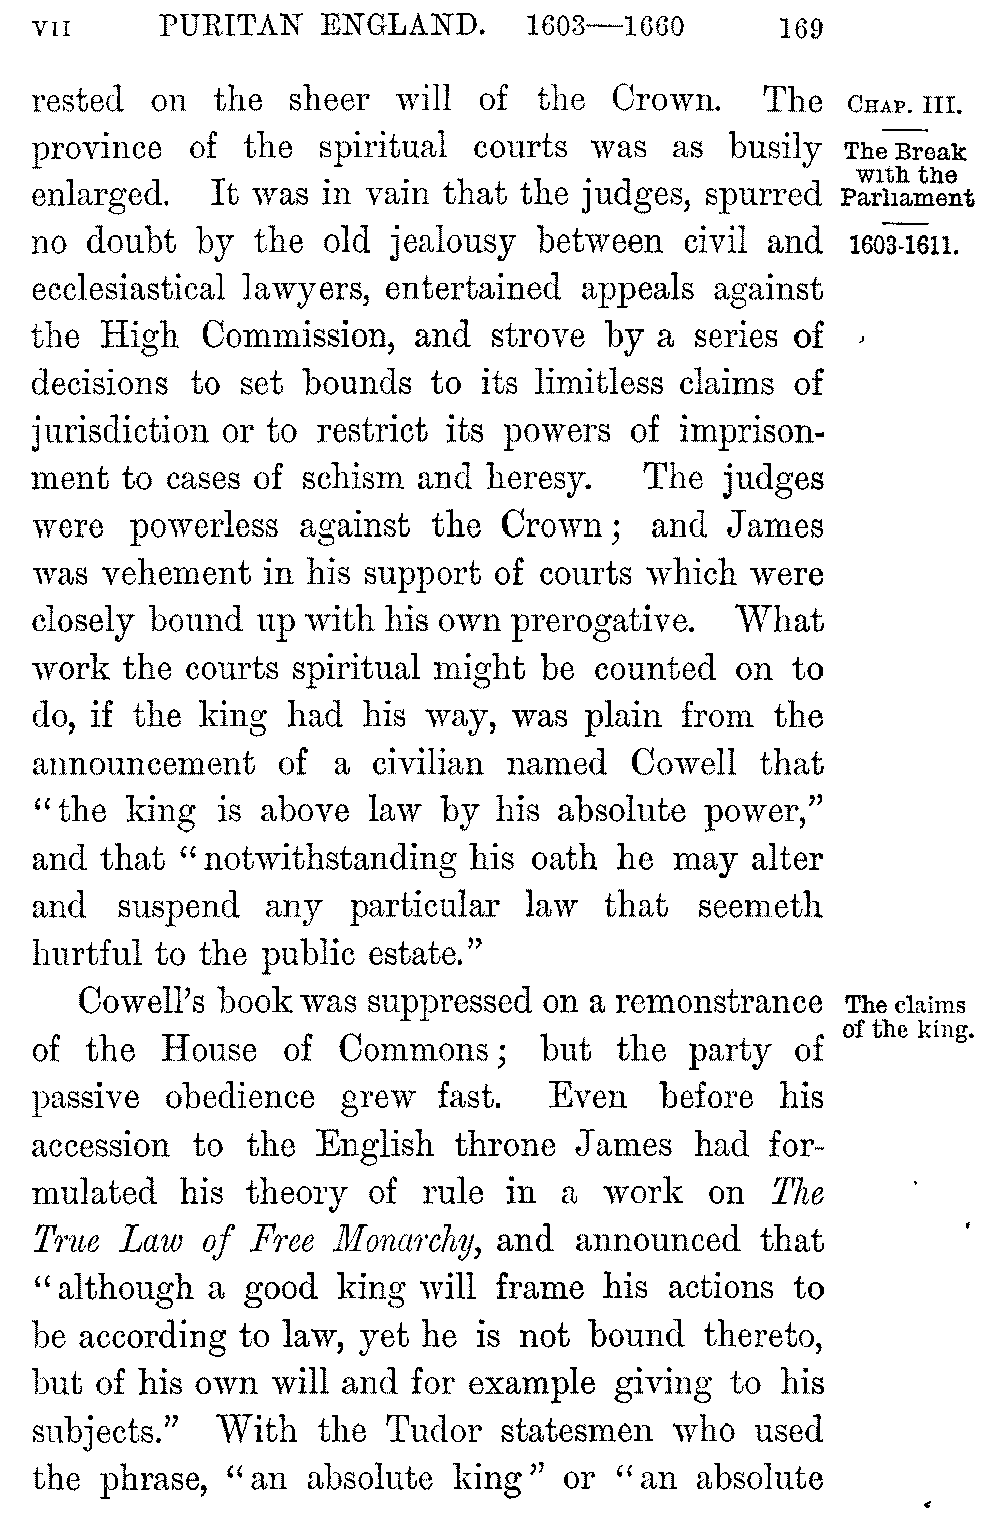 VII PURITAN ENGLAND. 1603—1660 169
rested on the sheer will of the Crown. The
province of the spiritual courts was as busily
enlarged. It was in vain that the judges, spurred
no doubt by the old jealousy between civil and
ecclesiastical lawyers, entertained appeals against
the High Commission, and strove by a series of
decisions to set bounds to its limitless claims of
jurisdiction or to restrict its powers of imprison-
ment to cases of schism and heresy. The judges
were powerless against the Crown; and James
was vehement in his support of courts which were
closely bound up with his own prerogative. What
work the courts spiritual might be counted on to
do, if the king had his way, was plain from the
announcement of a civilian named Cowell that
“the king is above law by his absolute power,”
and that “notwithstanding his oath he may alter
and suspend any particular law that seemeth
hurtful to the public estate.”
Cowell’s book was suppressed on a remonstrance
of the House of Commons; but the party of
passive obedience grew fast. Even before his
accession to the English throne James had for-
mulated his theory of rule in a work on The
True Law of Free Monarchy, and announced that
“although a good king will frame his actions to
be according to law, yet he is not bound thereto,
but of his own will and for example giving to his
subjects.” With the Tudor statesmen who used
the phrase, “an absolute king” or “an absolute
CHAP. III.
The Break
with the
Parliament
1603-1611.
The claims
of the king.